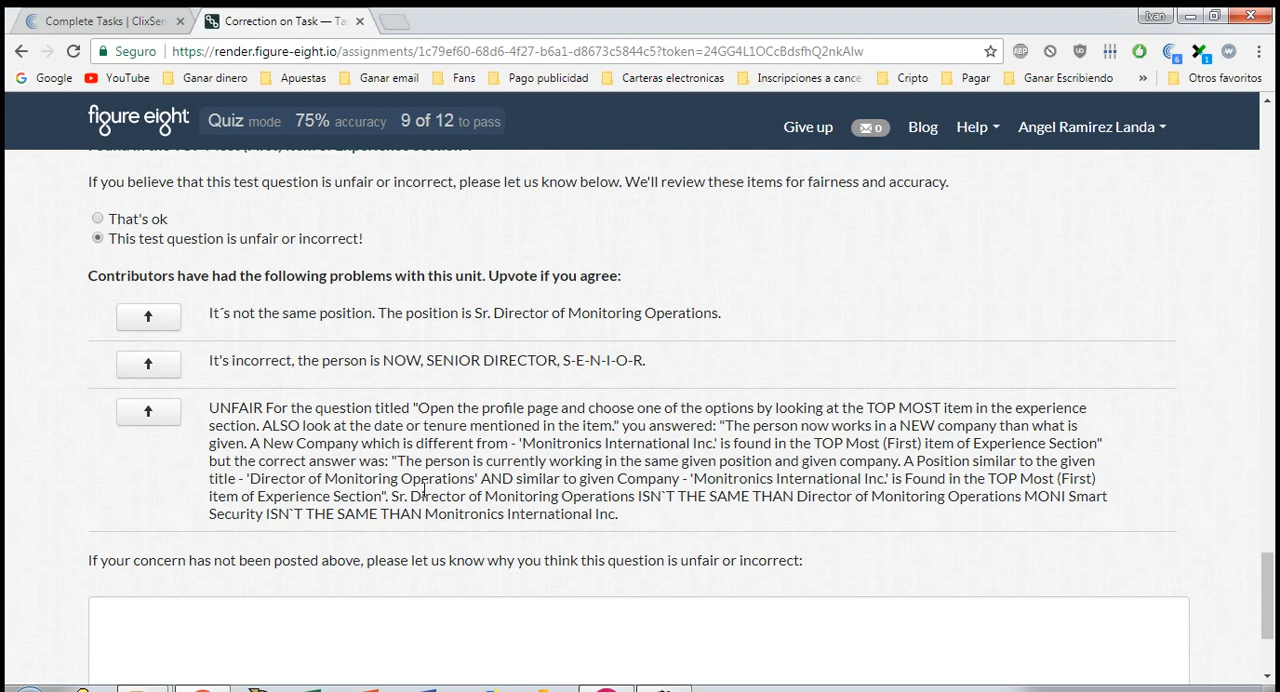 Complete Tasks | ClixSen
Correction on Task — Ta
Ivan
Seguro
https://render.figure-eight.io/assignments/1c79ef60-68d6-4f27-b6a1-d8673c5844c5?token=24GG4L1OCcBdsfhQ2nkAlw
ABP
6
1
Google
YouTube
Ganar dinero
Apuestas
Ganar email
Fans
Pago publicidad
Carteras electronicas
Inscripciones a cance
Cripto
Pagar
Ganar Escribiendo
»
Otros favoritos
figure eight
Quiz mode 75% accuracy 9 of 12 to pass
Give up
0
Blog
Help
Angel Ramirez Landa
If you believe that this test question is unfair or incorrect, please let us know below. We'll review these items for fairness and accuracy.
That's ok
This test question is unfair or incorrect!
Contributors have had the following problems with this unit. Upvote if you agree:
It´s not the same position. The position is Sr. Director of Monitoring Operations.
It's incorrect, the person is NOW, SENIOR DIRECTOR, S-E-N-I-O-R.
UNFAIR For the question titled "Open the profile page and choose one of the options by looking at the TOP MOST item in the experience
section. ALSO look at the date or tenure mentioned in the item." you answered: "The person now works in a NEW company than what is
given. A New Company which is different from - 'Monitronics International Inc.' is found in the TOP Most (First) item of Experience Section"
but the correct answer was: "The person is currently working in the same given position and given company. A Position similar to the given
title - 'Director of Monitoring Operations' AND similar to given Company - 'Monitronics International Inc.' is Found in the TOP Most (First)
item of Experience Section". Sr. Director of Monitoring Operations ISN`T THE SAME THAN Director of Monitoring Operations MONI Smart
Security ISN`T THE SAME THAN Monitronics International Inc.
If your concern has not been posted above, please let us know why you think this question is unfair or incorrect: